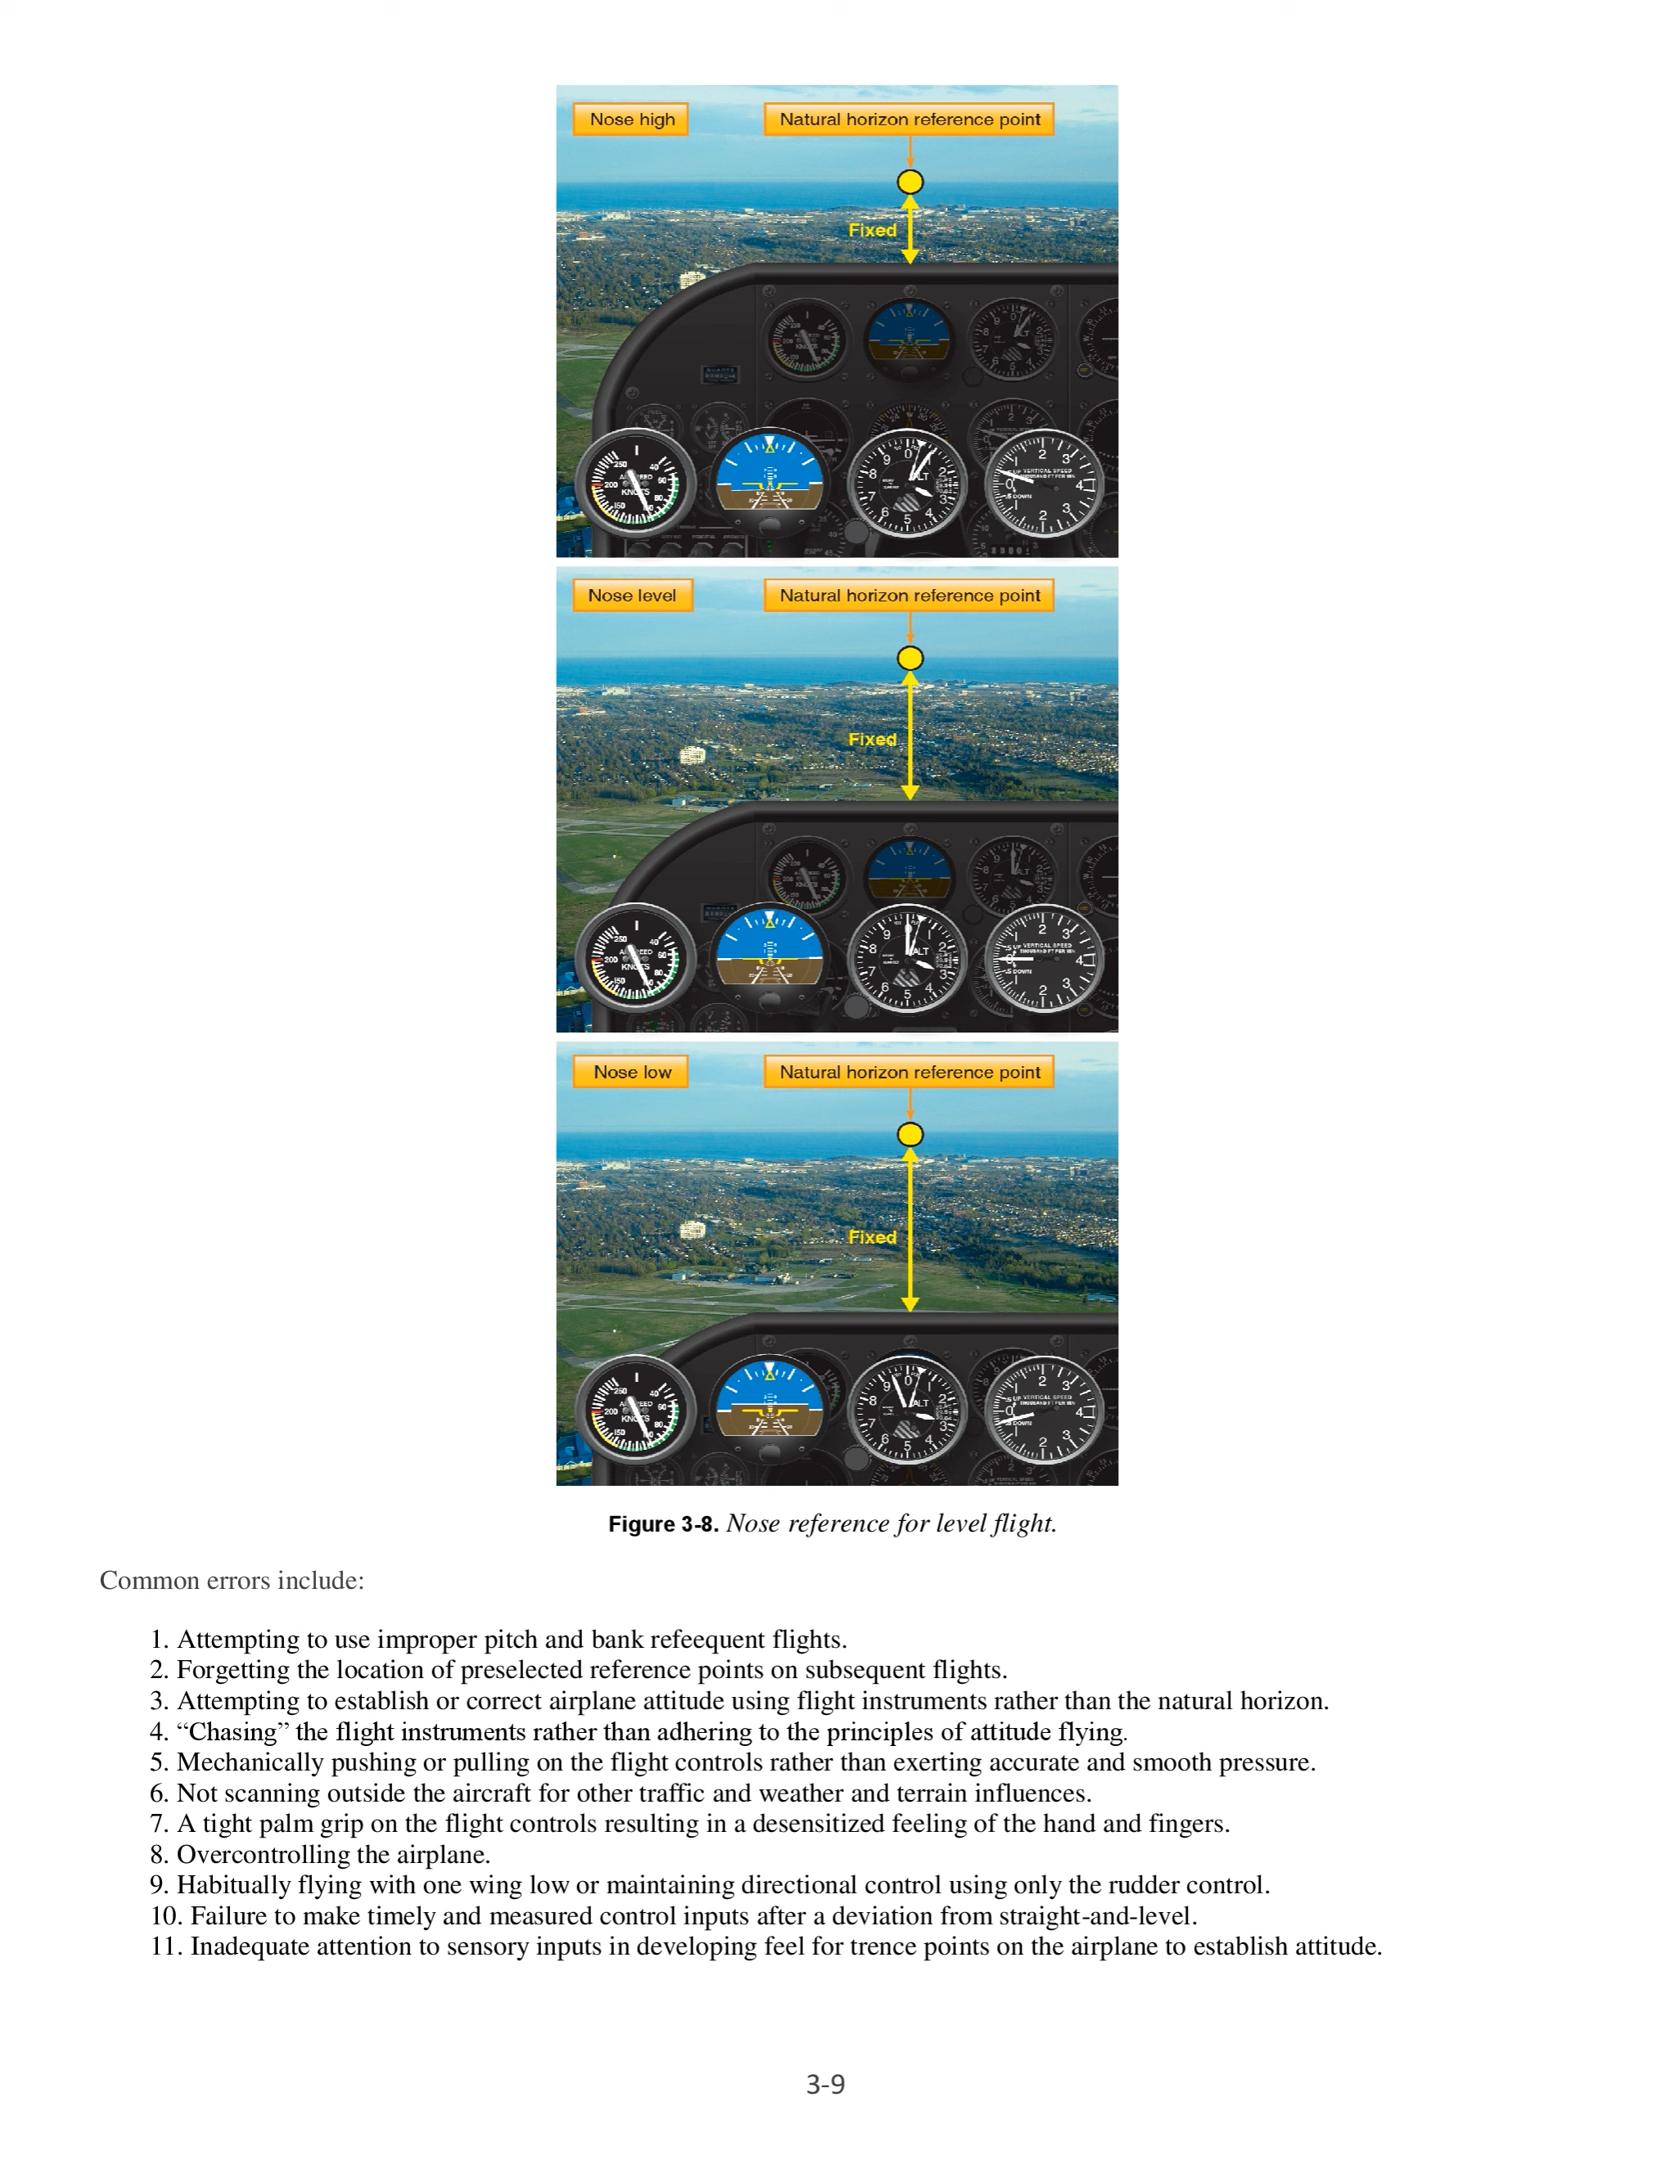 Nose high
Natural horizon reference point
Fixed
Nose level
Natural horizon reference point
Fixed
Nose low
Natural horizon reference point
Fixed
Figure 3-8. Nose reference for level flight.
Common errors include:
1. Attempting to use improper pitch and bank refeequent flights.
2. Forgetting the location of preselected reference points on subsequent flights.
3. Attempting to establish or correct airplane attitude using flight instruments rather than the natural horizon.
4. “Chasing” the flight instruments rather than adhering to the principles of attitude flying.
5. Mechanically pushing or pulling on the flight controls rather than exerting accurate and smooth pressure.
6. Not scanning outside the aircraft for other traffic and weather and terrain influences.
7. A tight palm grip on the flight controls resulting in a desensitized feeling of the hand and fingers.
8. Overcontrolling the airplane.
9. Habitually flying with one wing low or maintaining directional control using only the rudder control.
10. Failure to make timely and measured control inputs after a deviation from straight-and-level.
11. Inadequate attention to sensory inputs in developing feel for trence points on the airplane to establish attitude.
3-9